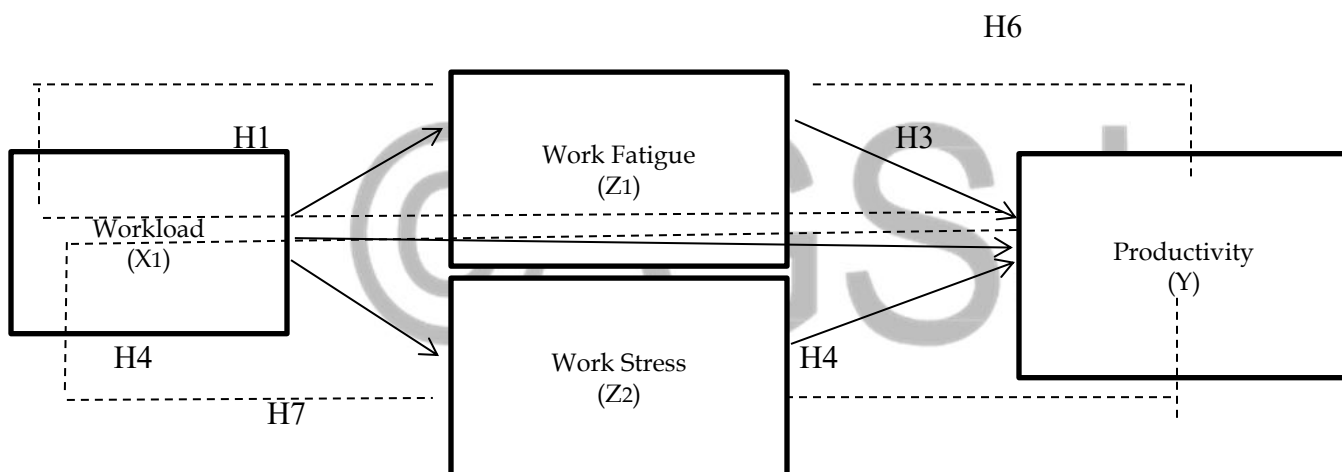 H6
H1
H3
Work Fatigue
(Z1)
Workload
(X1)
Productivity
(Y)
H4
Work Stress
(Z2)
H4
H7